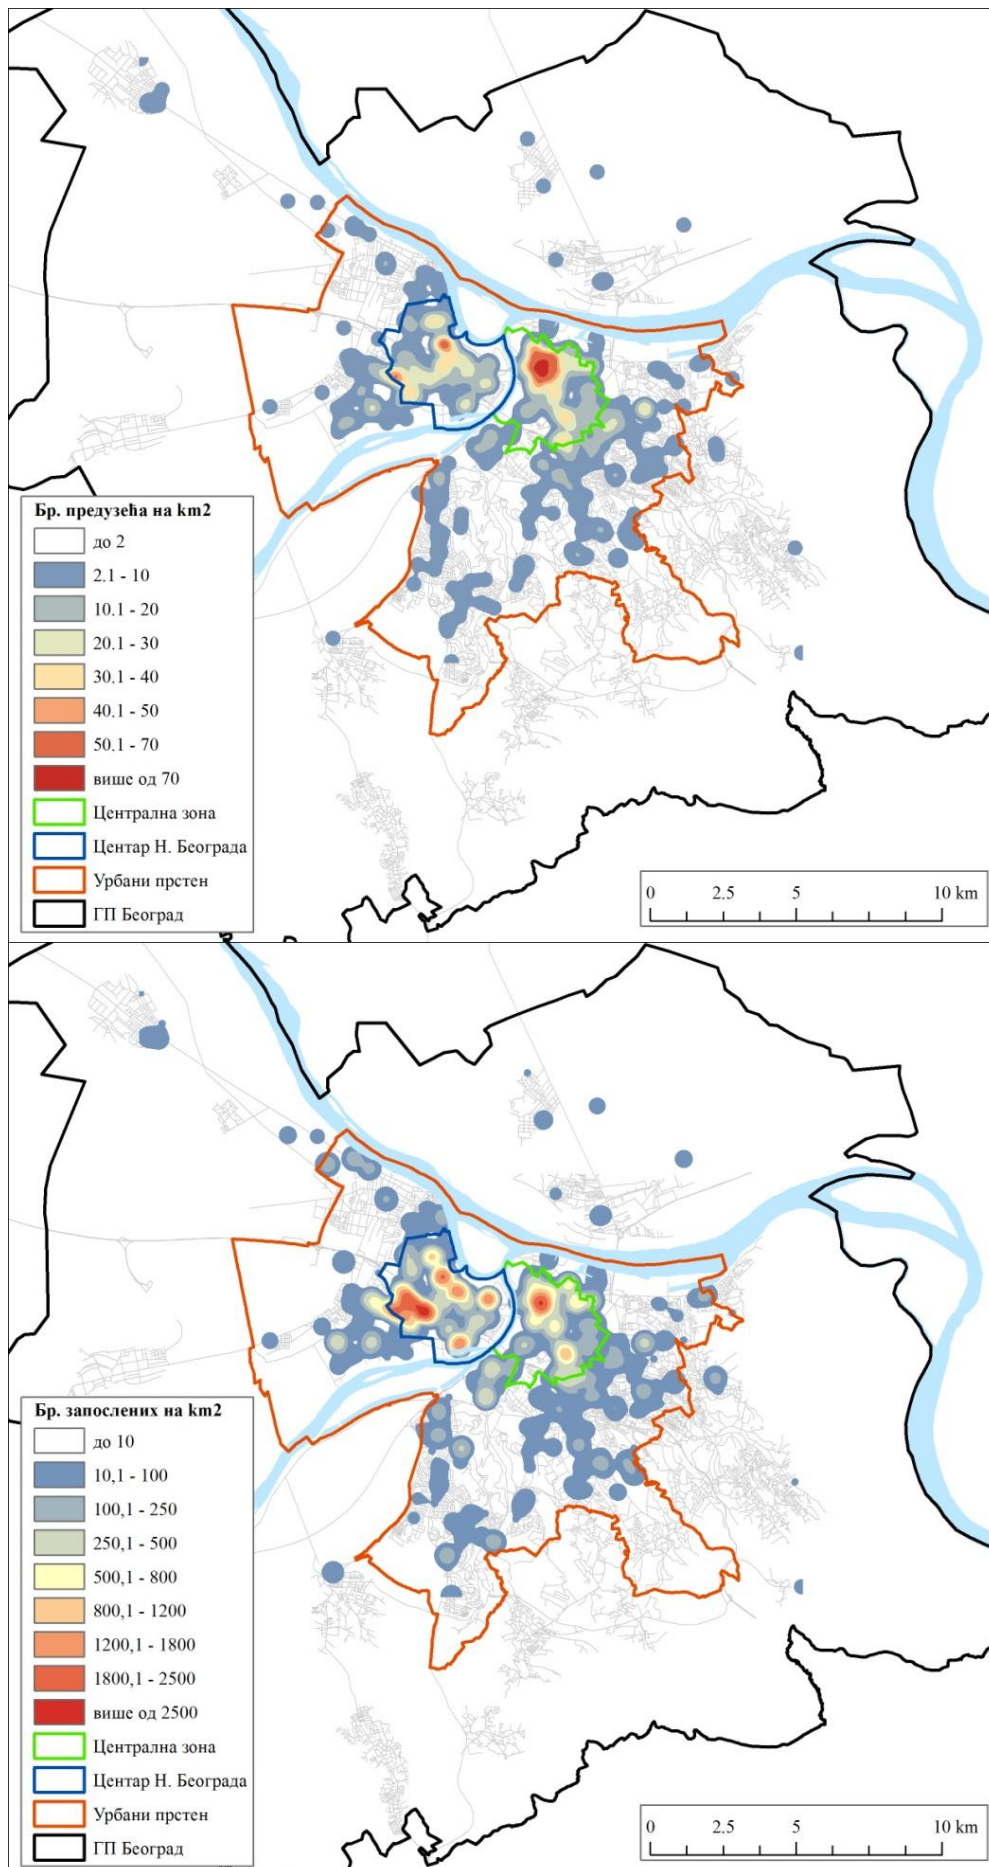 Бр. предузећа на km2
до 2
2.1 - 10
10.1 - 20
20.1 - 30
30.1 - 40
40.1 - 50
50.1 - 70
више од 70
Централна зона
Центар Н. Београда
Урбани прстен
ГП Београд
0 2.5 5 10 km
Бр. запослених на km2
до 10
10,1 - 100
100,1 - 250
250,1 - 500
500,1 - 800
800,1 - 1200
1200,1 - 1800
1800,1 - 2500
више од 2500
Централна зона
Центар Н. Београда
Урбани прстен
ГП Београд
0 2.5 5 10 km